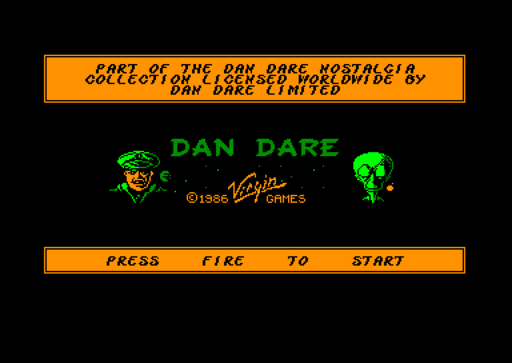 PART OF THE DAN DARE NOSTALGIA
COLLECTION LICENSED WORLDWIDE BY
DAN DARE LIMITED
DAN DARE
©1986 Virgin GAMES
PRESS FIRE TO START